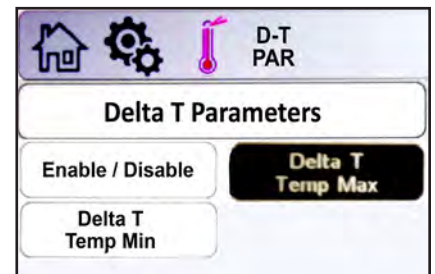 D-T
PAR
Delta T Parameters
Enable / Disable
Delta T
Temp Max
Delta T
Temp Min